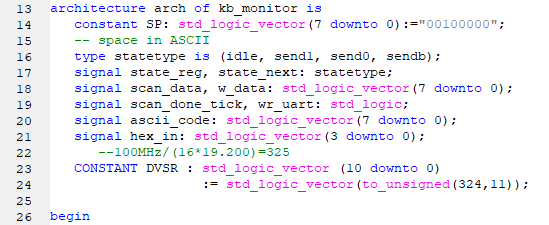 13 architecture arch of kb_monitor is
14 constant SP: std_logic_vector(7 downto 0):="00100000";
15 -- space in ASCII
16 type statetype is (idle, send1, send0, sendb);
17 signal state_reg, state_next: statetype;
18 signal scan_data, w_data: std_logic_vector(7 downto 0);
19 signal scan_done_tick, wr_uart: std_logic;
20 signal ascii_code: std_logic_vector(7 downto 0);
21 signal hex_in: std_logic_vector(3 downto 0);
22 --100MHz/(16*19.200)=325
23 CONSTANT DVSR : std_logic_vector (10 downto 0)
24 := std_logic_vector(to_unsigned(324,11));
25
26 begin